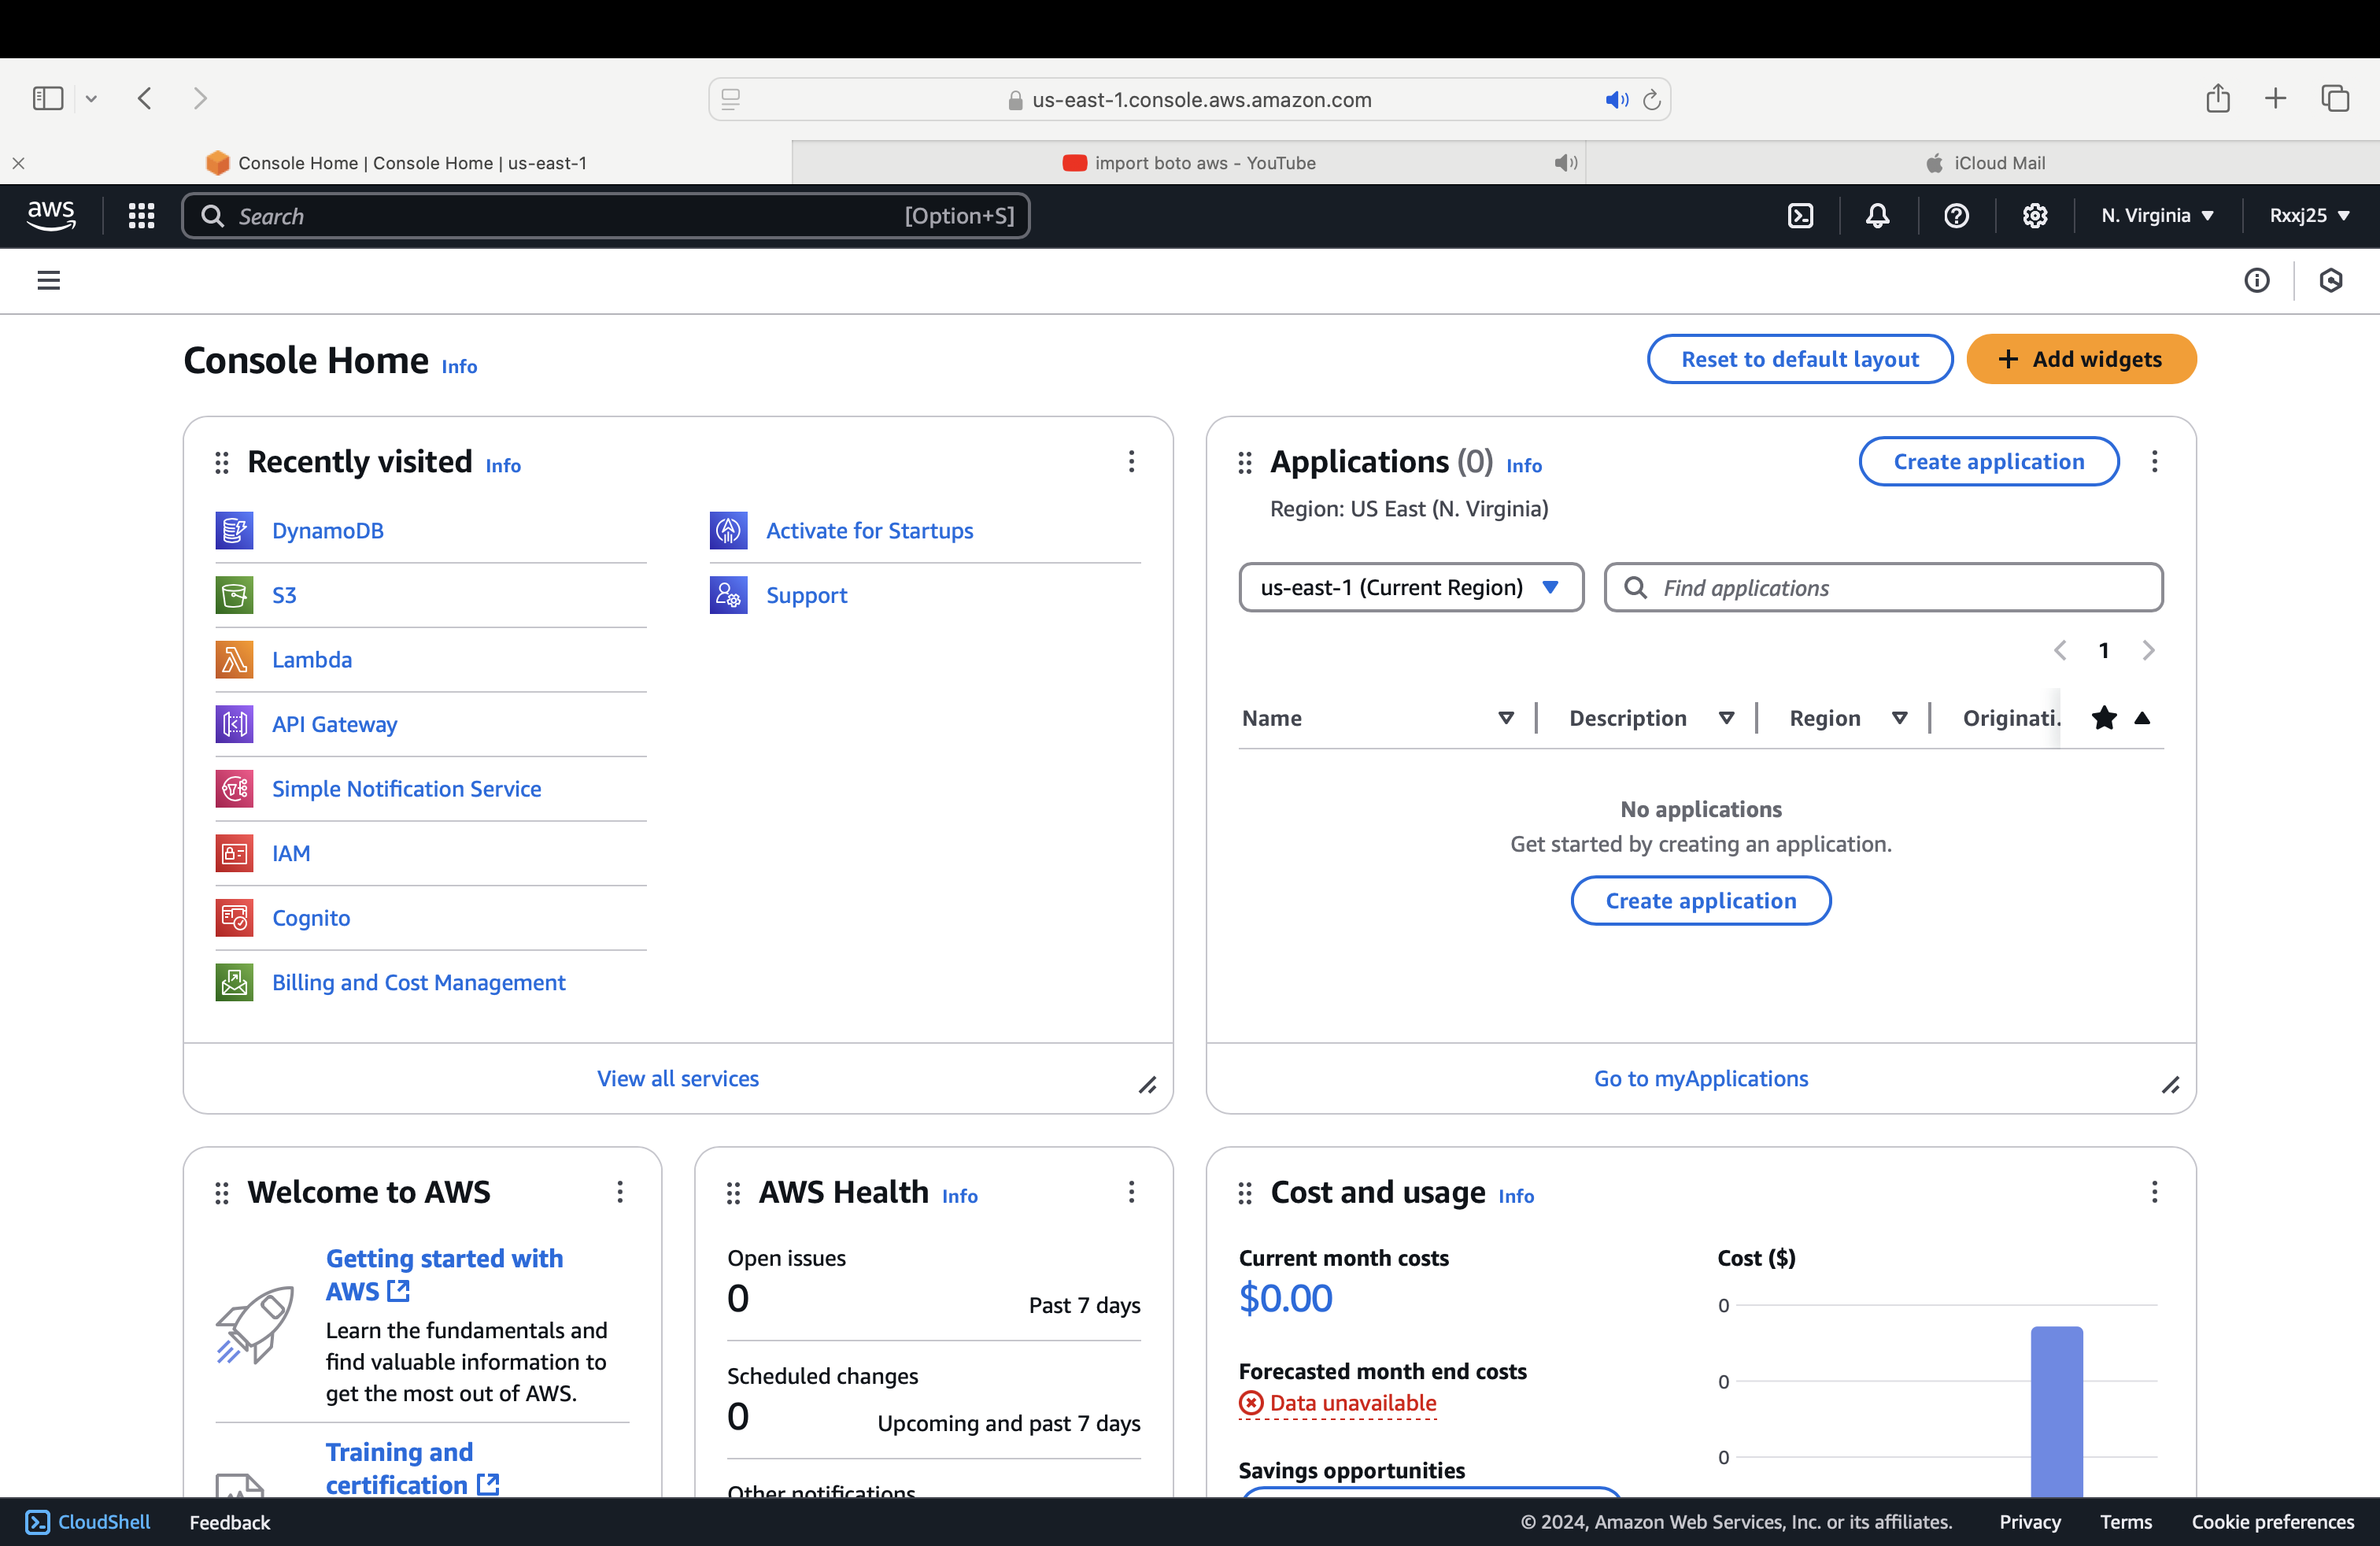 us-east-1.console.aws.amazon.com
Console Home | Console Home | us-east-1
import boto aws - YouTube
iCloud Mail
aws
Search
[Option+S]
N. Virginia
Rxxj25
Console Home Info
Reset to default layout
Add widgets
Recently visited Info
DynamoDB
S3
Lambda
API Gateway
Simple Notification Service
IAM
Cognito
Billing and Cost Management
Activate for Startups
Support
View all services
Applications (0) Info
Create application
Region: US East (N. Virginia)
us-east-1 (Current Region)
Find applications
1
Name
Description
Region
Originati.
No applications
Get started by creating an application.
Create application
Go to myApplications
Welcome to AWS
Getting started with
AWS
Learn the fundamentals and
find valuable information to
get the most out of AWS.
Training and
certification
AWS Health Info
Open issues
0
Past 7 days
Scheduled changes
0
Upcoming and past 7 days
Other notifications
Cost and usage Info
Current month costs
$0.00
Forecasted month end costs
Data unavailable
Savings opportunities
Cost ($)
0
0
0
CloudShell
Feedback
© 2024, Amazon Web Services, Inc. or its affiliates.
Privacy
Terms
Cookie preferences